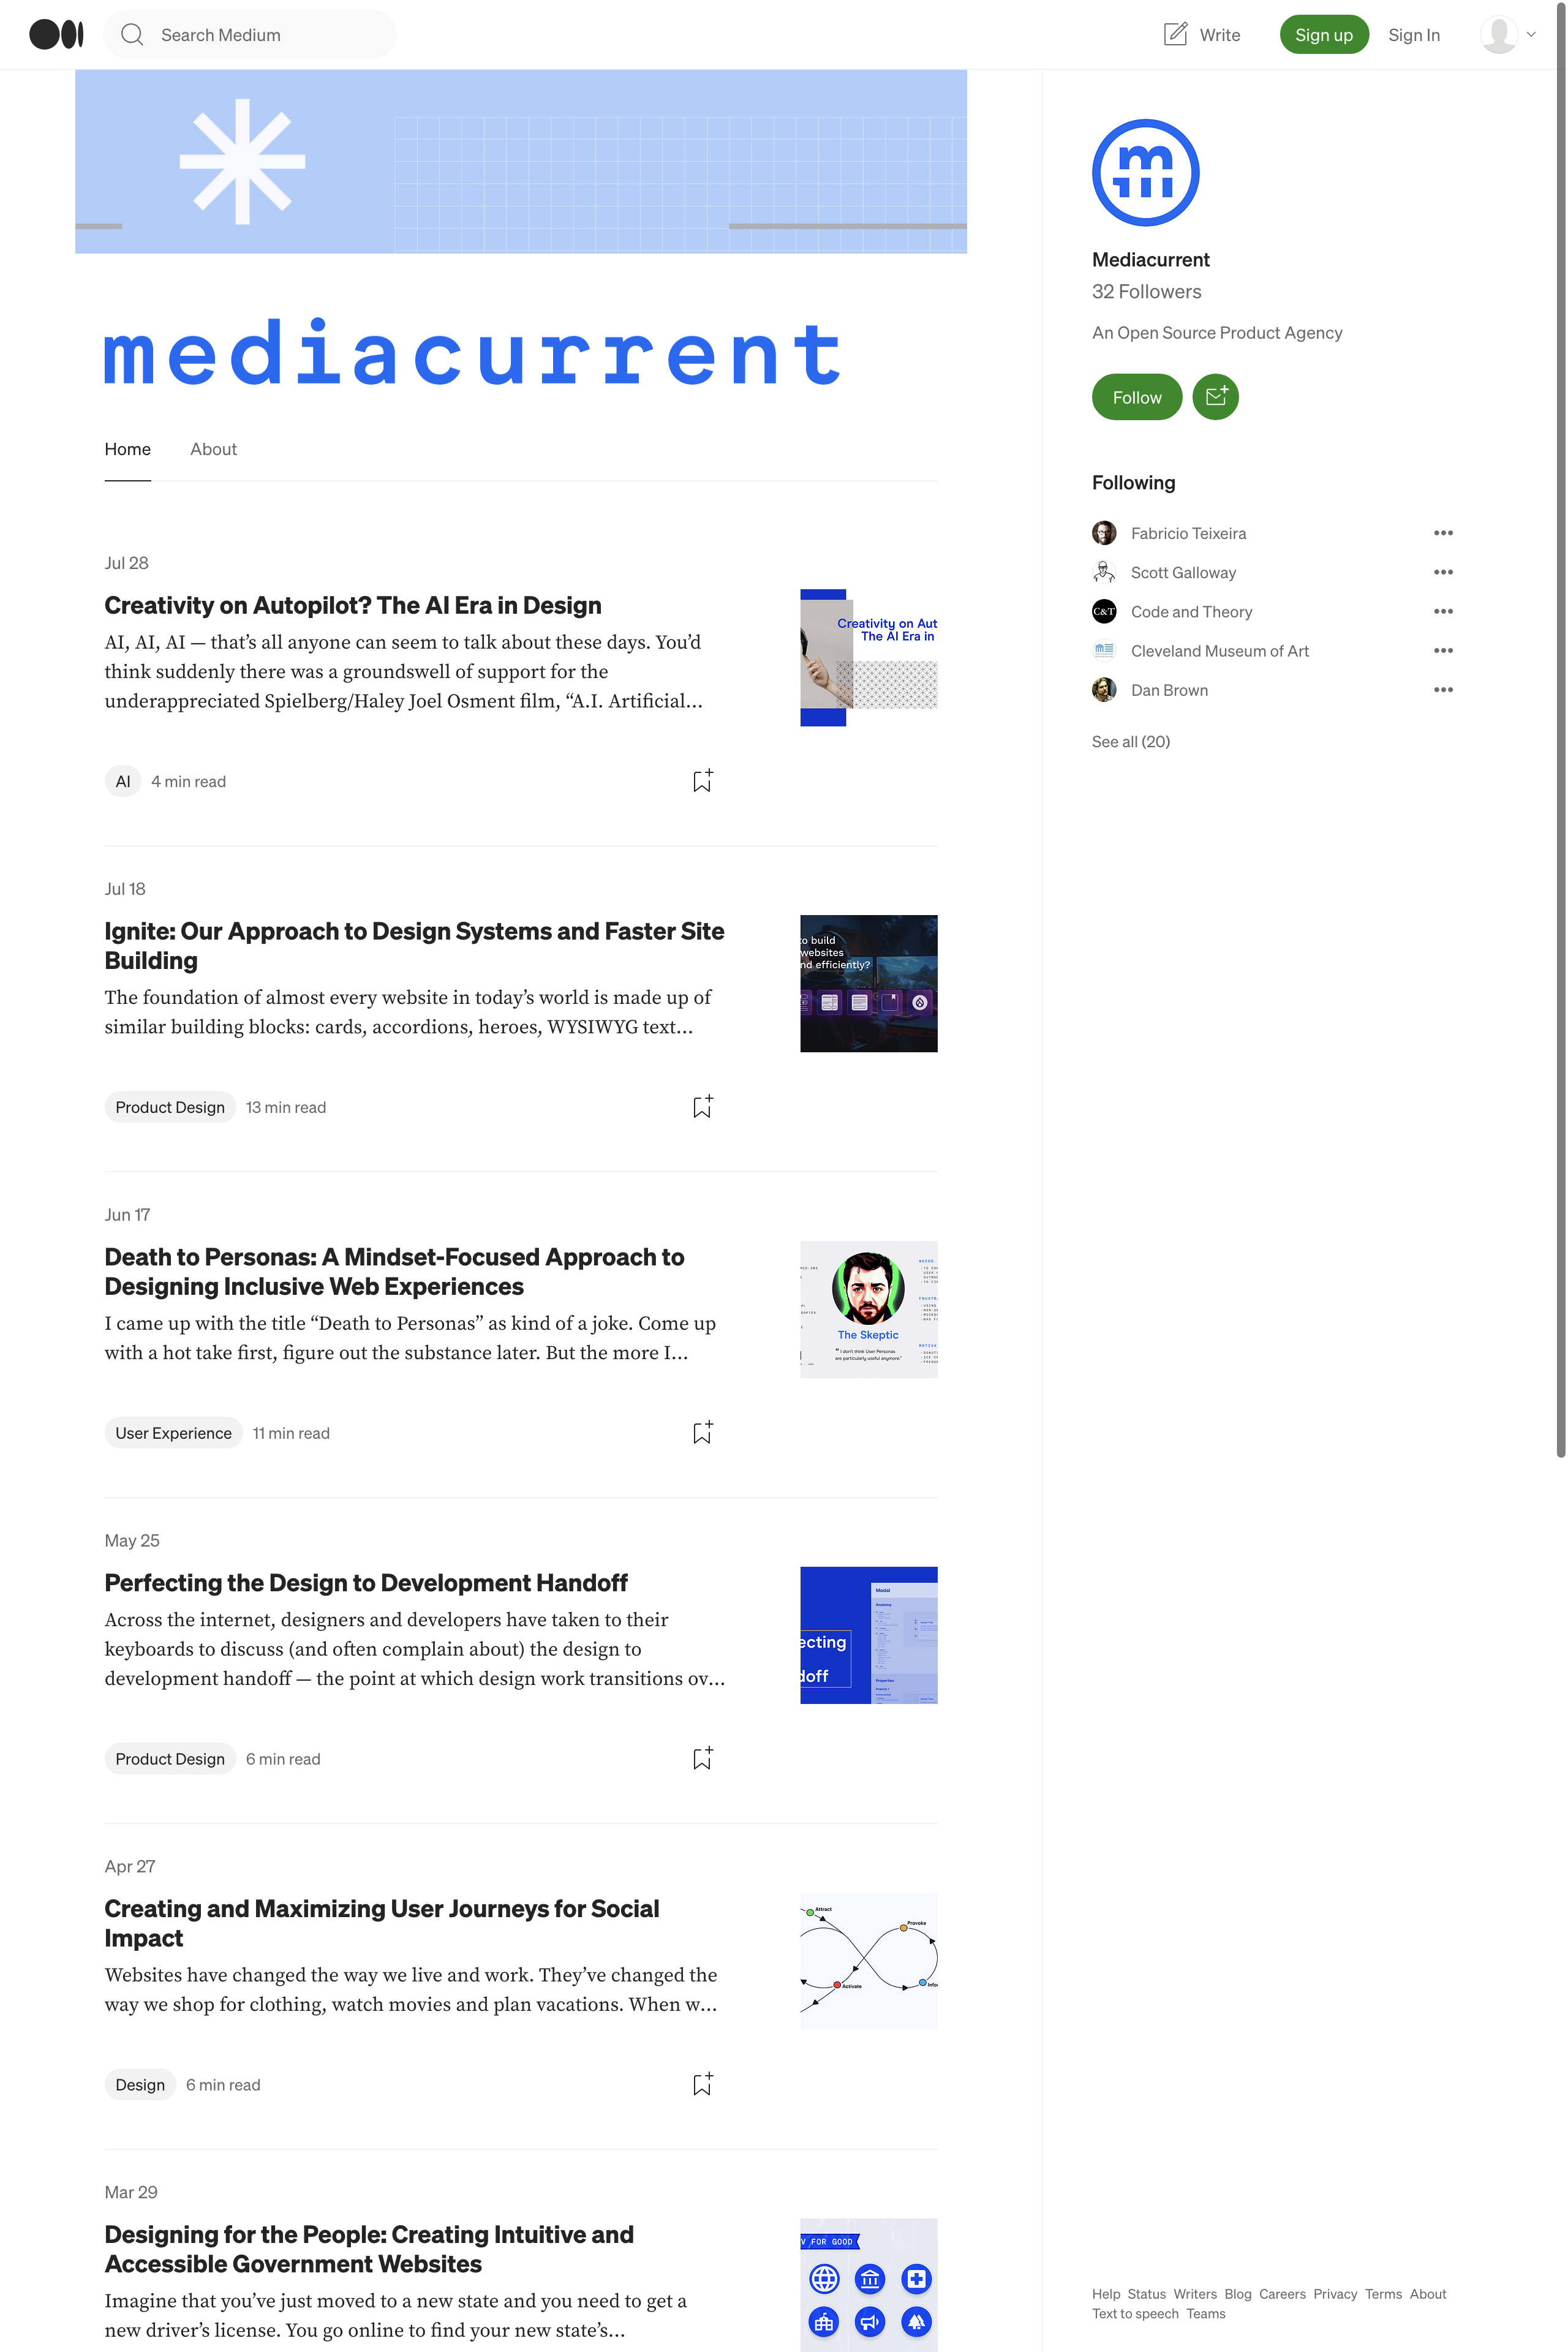 Search Medium
Write
Sign up
Sign In
mediacurrent
Home
About
Jul 28
Creativity on Autopilot? The AI Era in Design
AI, AI, AI — that’s all anyone can seem to talk about these days. You’d
think suddenly there was a groundswell of support for the
underappreciated Spielberg/Haley Joel Osment film, “A.I. Artificial…
Creativity on Aut
The AI Era in
AI
4 min read
Jul 18
Ignite: Our Approach to Design Systems and Faster Site
Building
The foundation of almost every website in today’s world is made up of
similar building blocks: cards, accordions, heroes, WYSIWYG text…
to build
websites
nd efficiently?
Product Design
13 min read
Jun 17
Death to Personas: A Mindset-Focused Approach to
Designing Inclusive Web Experiences
I came up with the title “Death to Personas” as kind of a joke. Come up
with a hot take first, figure out the substance later. But the more I…
The Skeptic
“ I don't think User Personas
are particularly useful anymore.”
User Experience
11 min read
May 25
Perfecting the Design to Development Handoff
Across the internet, designers and developers have taken to their
keyboards to discuss (and often complain about) the design to
development handoff — the point at which design work transitions ov…
ecting
doff
Modal
Anatomy
Properties
Product Design
6 min read
Apr 27
Creating and Maximizing User Journeys for Social
Impact
Websites have changed the way we live and work. They’ve changed the
way we shop for clothing, watch movies and plan vacations. When w…
Attract
Provoke
Activate
Infor
Design
6 min read
Mar 29
Designing for the People: Creating Intuitive and
Accessible Government Websites
Imagine that you’ve just moved to a new state and you need to get a
new driver’s license. You go online to find your new state’s…
V FOR GOOD
m
Mediacurrent
32 Followers
An Open Source Product Agency
Follow
Following
Fabricio Teixeira
Scott Galloway
C&T
Code and Theory
Cleveland Museum of Art
Dan Brown
See all (20)
Help Status Writers Blog Careers Privacy Terms About
Text to speech Teams